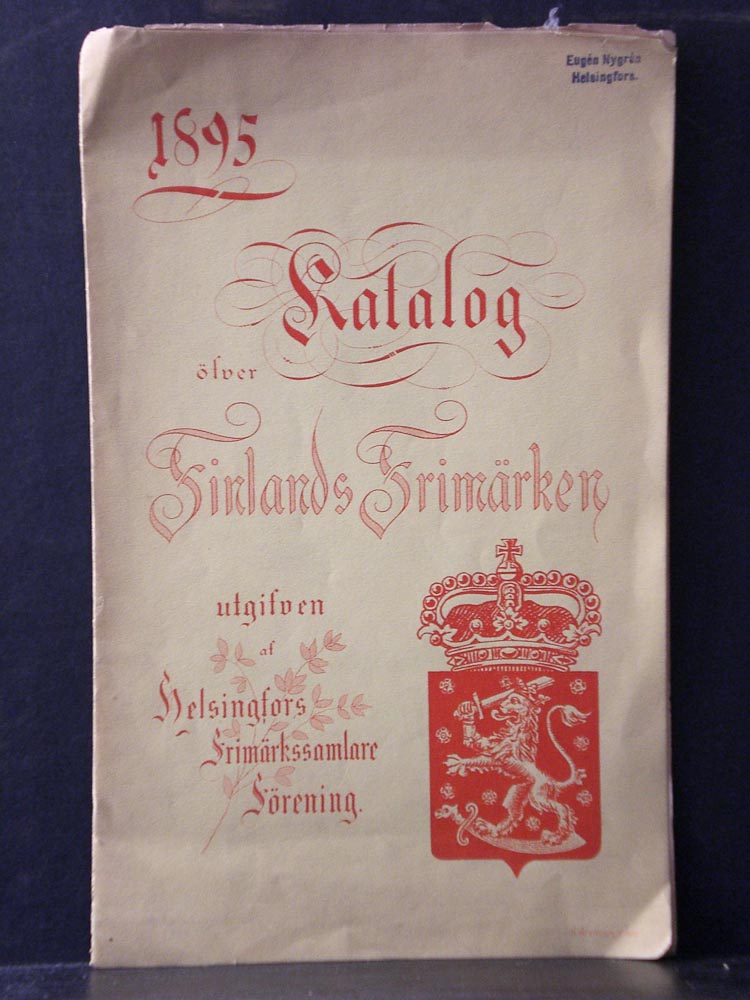 Eugén Nygrén
Helsingfors.
1895
Katalog
öfver
Finlands Frimärken
utgifven
af
Helsingfors
Frimärkssamlare
Förening.